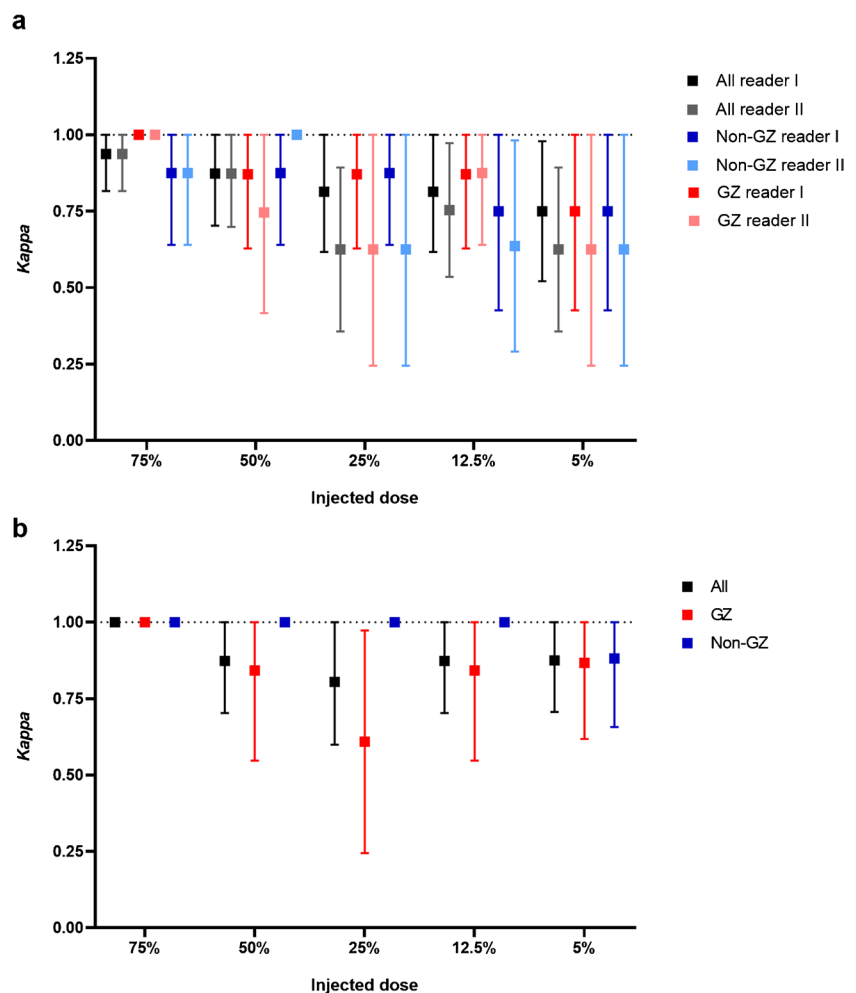 a
1.25
1.00
0.75
0.50
0.25
0.00
Kappa
75% 50% 25% 12.5% 5%
Injected dose
All reader I
All reader II
Non-GZ reader I
Non-GZ reader II
GZ reader I
GZ reader II
b
1.25
1.00
0.75
0.50
0.25
0.00
Kappa
75% 50% 25% 12.5% 5%
Injected dose
All
GZ
Non-GZ